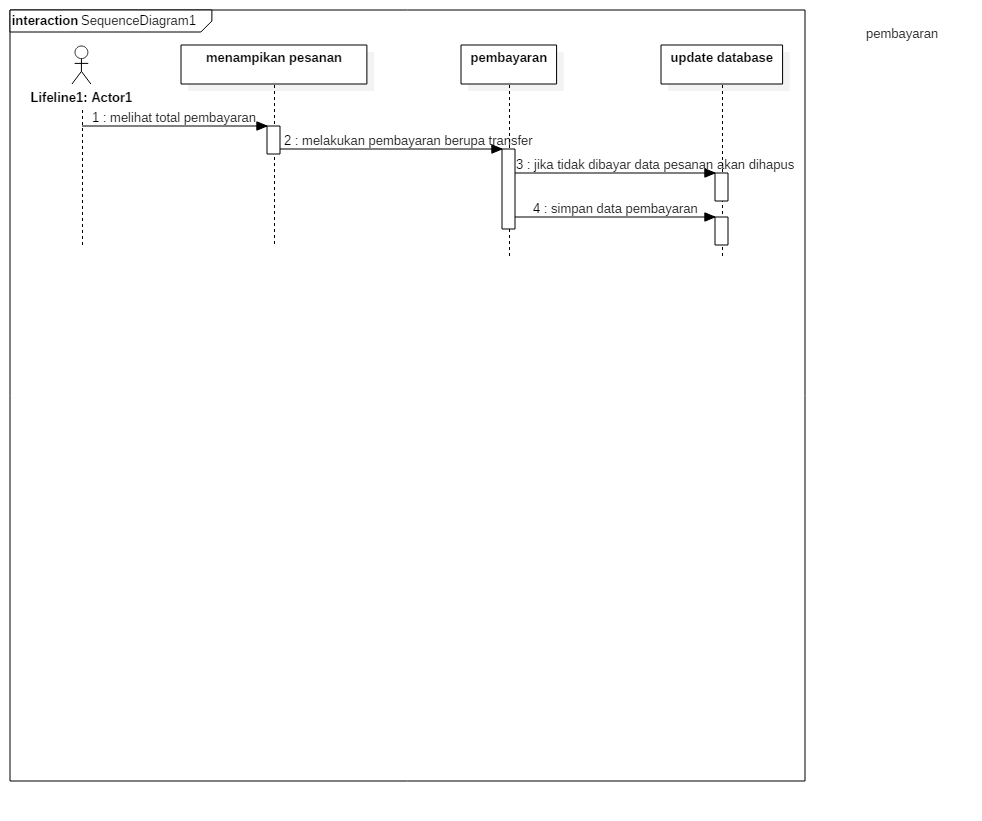 interaction SequenceDiagram1
pembayaran
menampikan pesanan
pembayaran
update database
Lifeline1: Actor1
1 : melihat total pembayaran
2 : melakukan pembayaran berupa transfer
3 : jika tidak dibayar data pesanan akan dihapus
4 : simpan data pembayaran